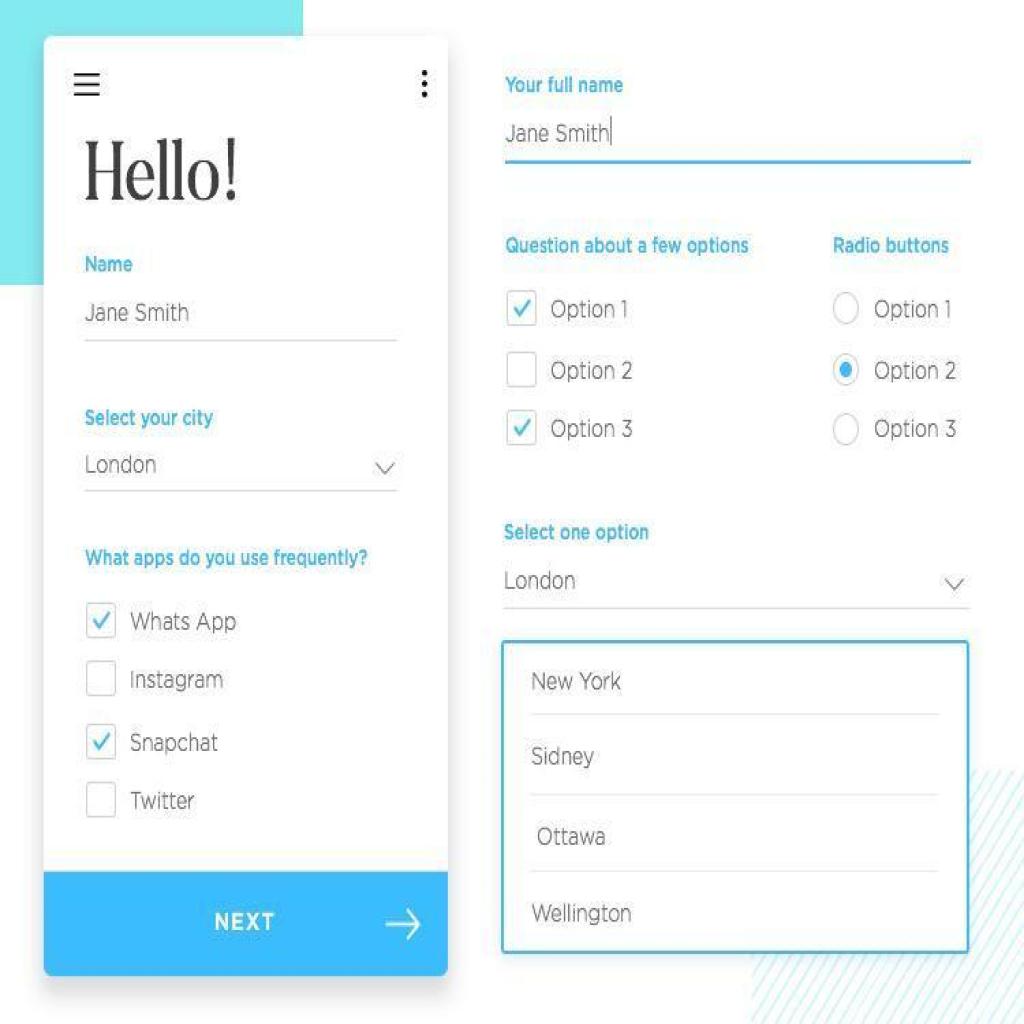 Hello!
Name
Jane Smith
Select your city
London
What apps do you use frequently?
Whats App
Instagram
Snapchat
Twitter
NEXT
Your full name
Jane Smith
Question about a few options
Option 1
Option 2
Option 3
Radio buttons
Option 1
Option 2
Option 3
Select one option
London
New York
Sidney
Ottawa
Wellington